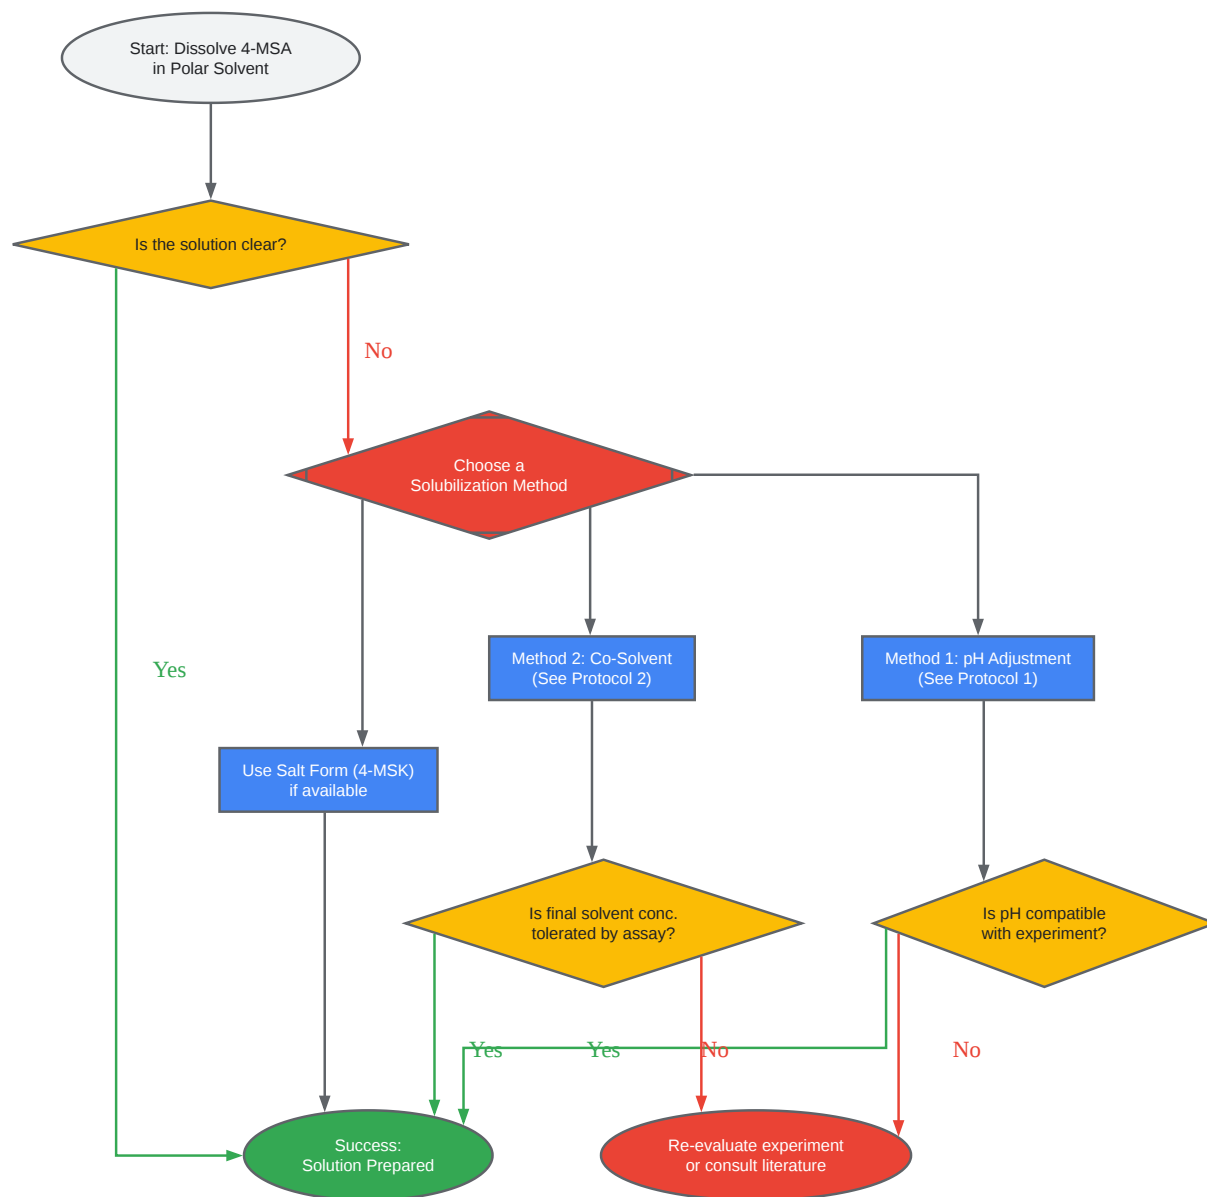 Start: Dissolve 4-MSA
in Polar Solvent
Is the solution clear?
No
Choose a
Solubilization Method
Yes
Method 2: Co-Solvent
(See Protocol 2)
Method 1: pH Adjustment
(See Protocol 1)
Use Salt Form (4-MSK)
if available
Is final solvent conc.
tolerated by assay?
Is pH compatible
with experiment?
Yes
Yes
No
No
Success:
Solution Prepared
Re-evaluate experiment
or consult literature